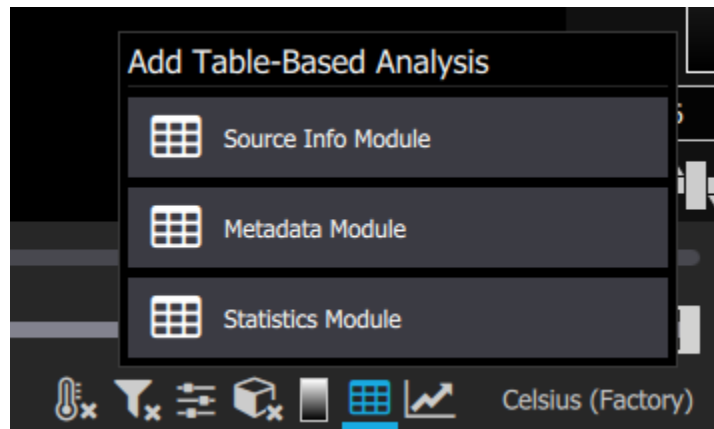 Add Table-Based Analysis
Source Info Module
Metadata Module
Statistics Module
Celsius (Factory)